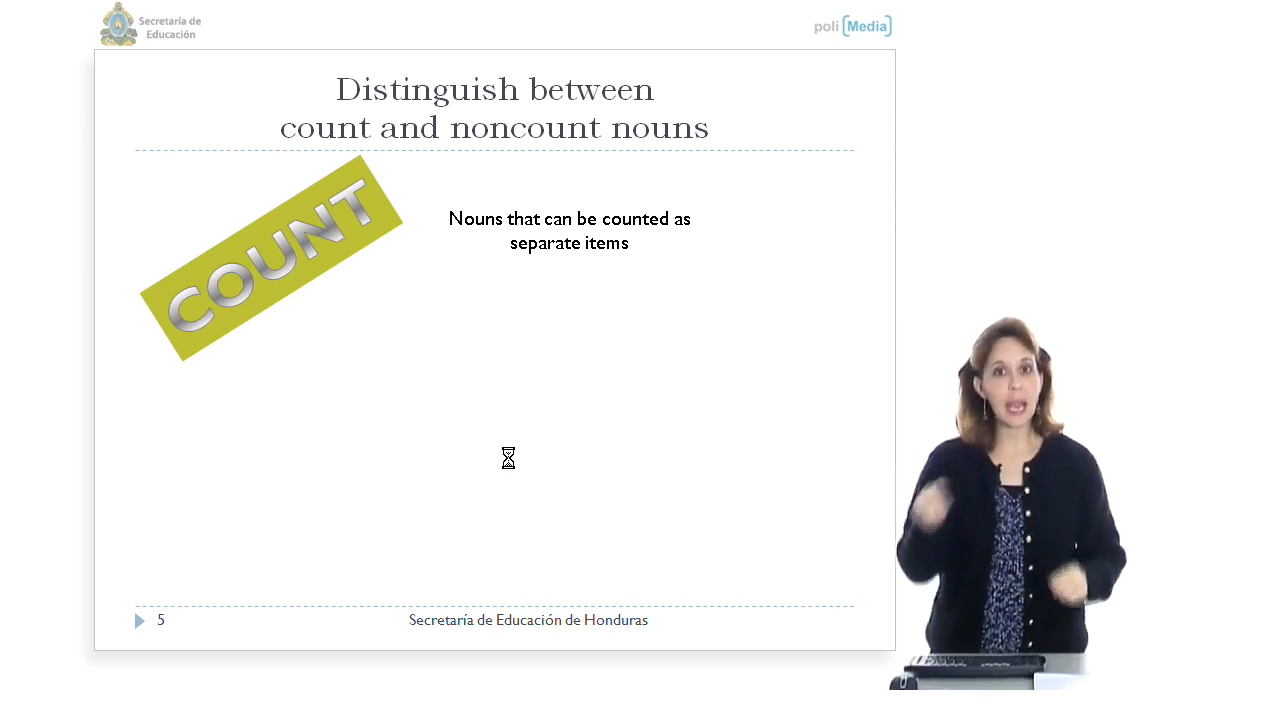 Secretaría de
Educación
poli [Media]
Distinguish between
count and noncount nouns
COUNT
Nouns that can be counted as
separate items
5
Secretaría de Educación de Honduras